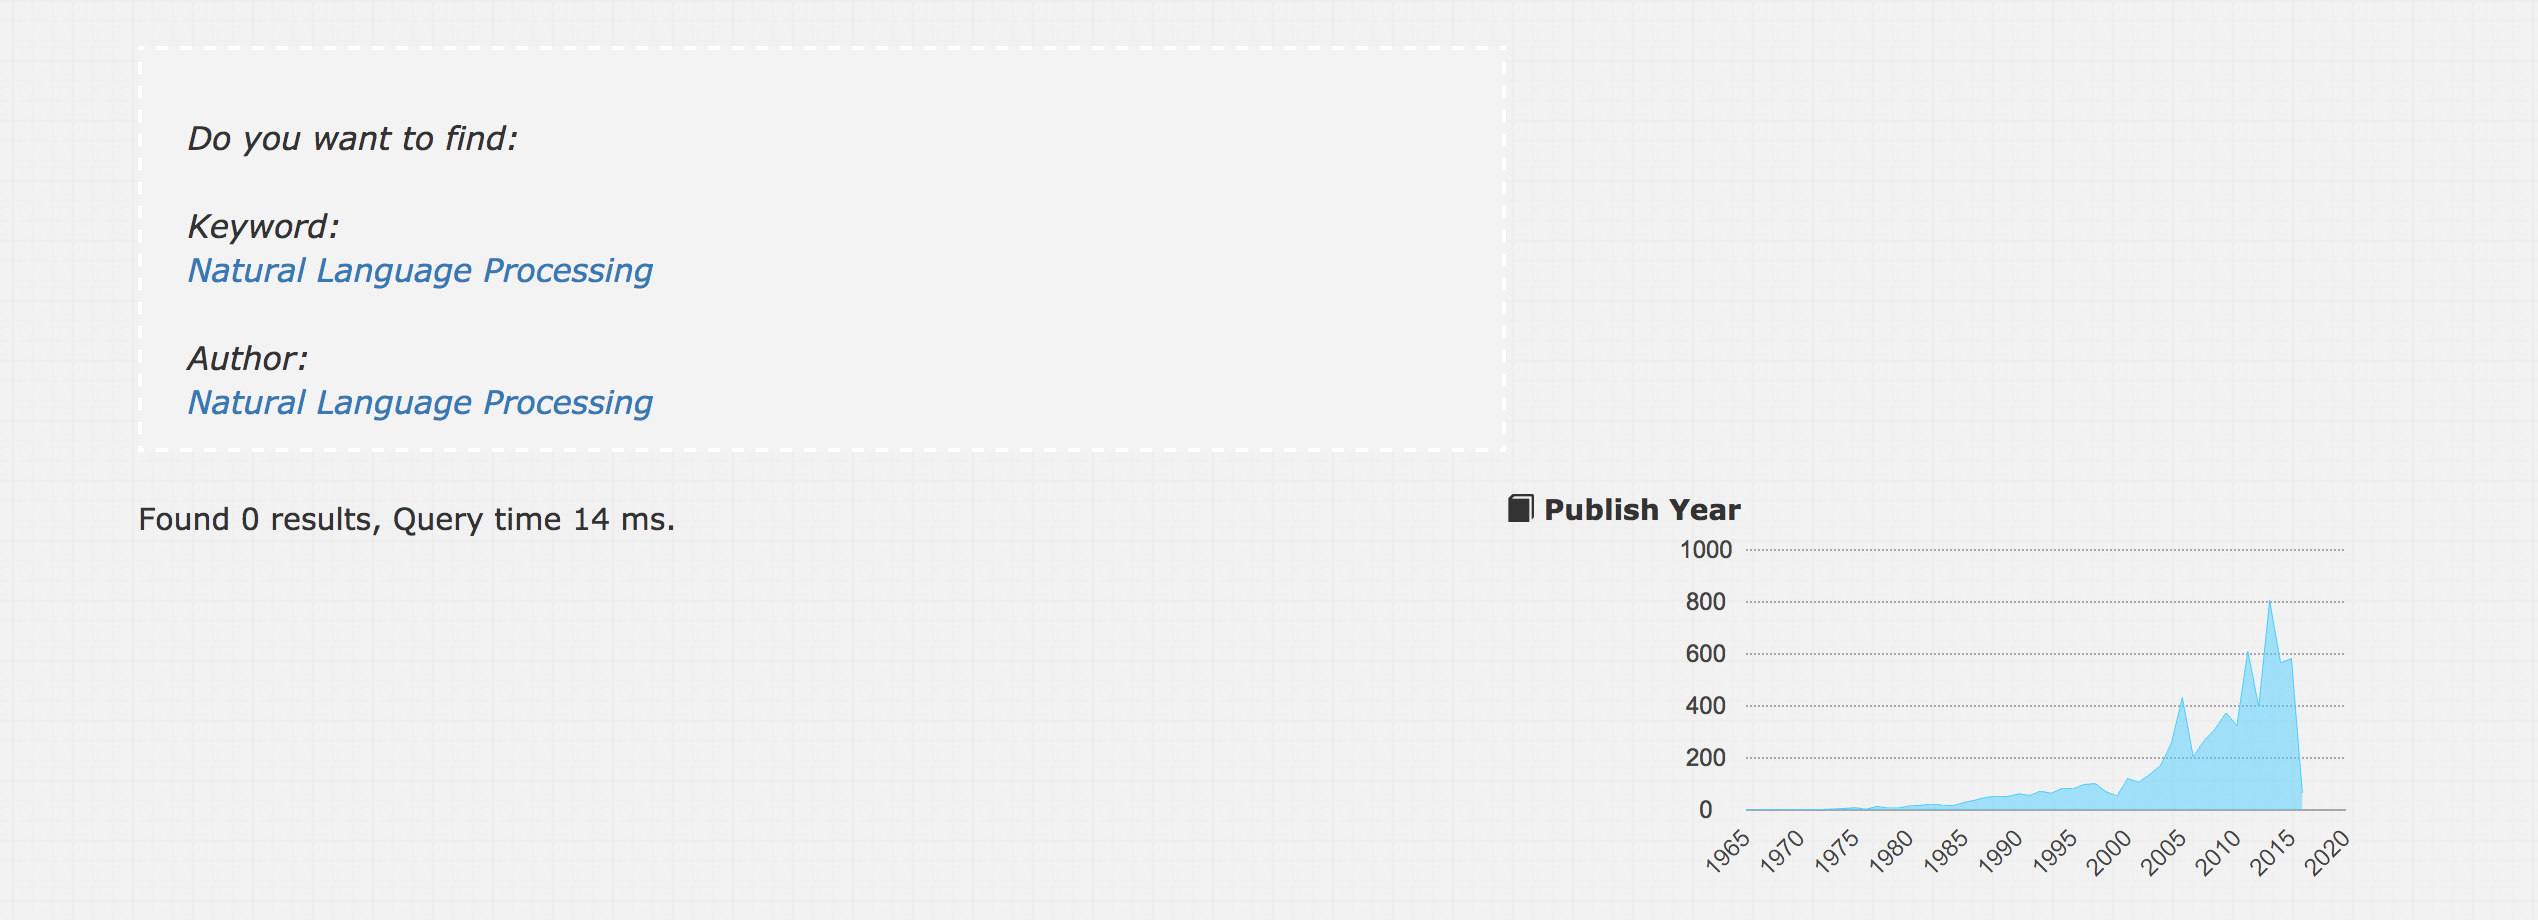 Do you want to find:
Keyword:
Natural Language Processing
Author:
Natural Language Processing
Found 0 results, Query time 14 ms.
Publish Year
1000
800
600
400
200
0
1965 1970 1975 1980 1985 1990 1995 2000 2005 2010 2015 2020